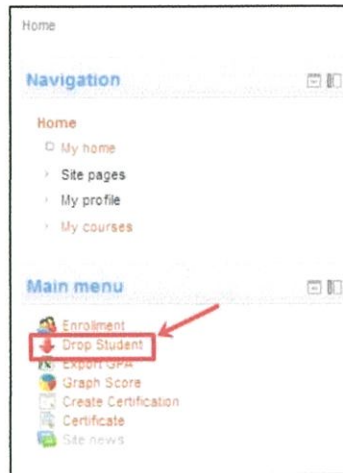 Home
Navigation
Home
My home
Site pages
My profile
My courses
Main menu
Enrollment
Drop Student
Export GPA
Graph Score
Create Certification
Certificate
Site news